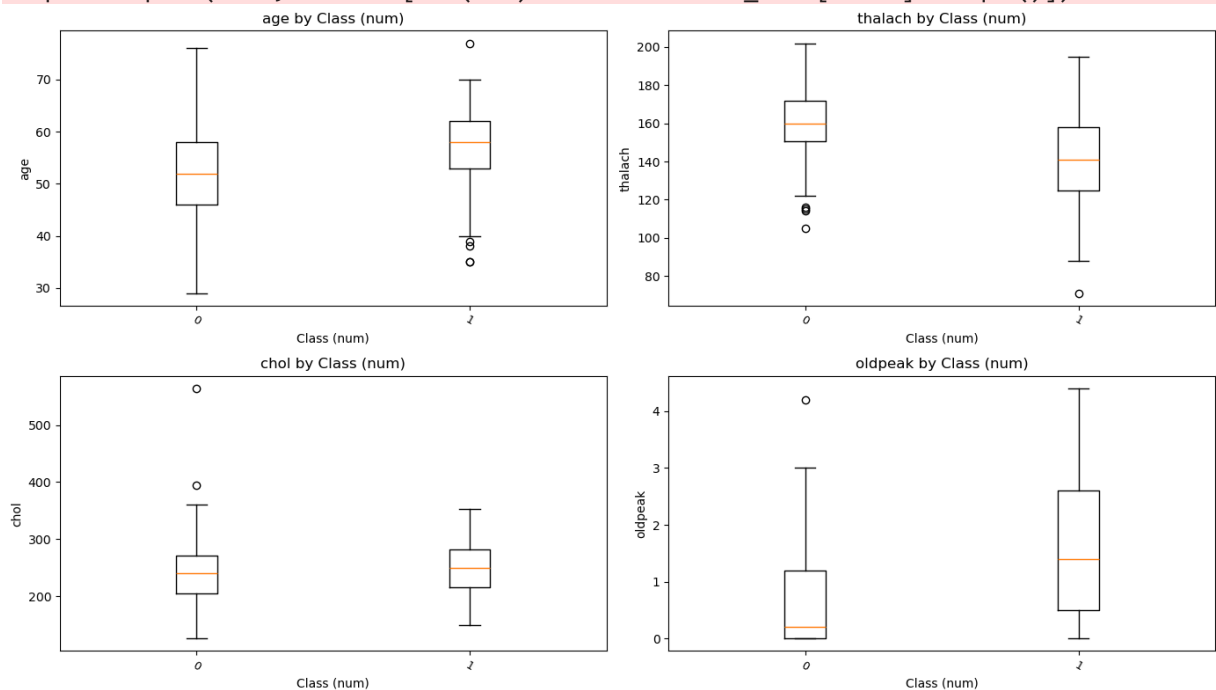 age by Class (num)
thalach by Class (num)
70
60
50
40
30
age
0
1
Class (num)
200
180
160
140
120
100
80
thalach
0
1
Class (num)
chol by Class (num)
oldpeak by Class (num)
500
400
300
200
chol
0
1
Class (num)
4
3
2
1
0
oldpeak
0
1
Class (num)